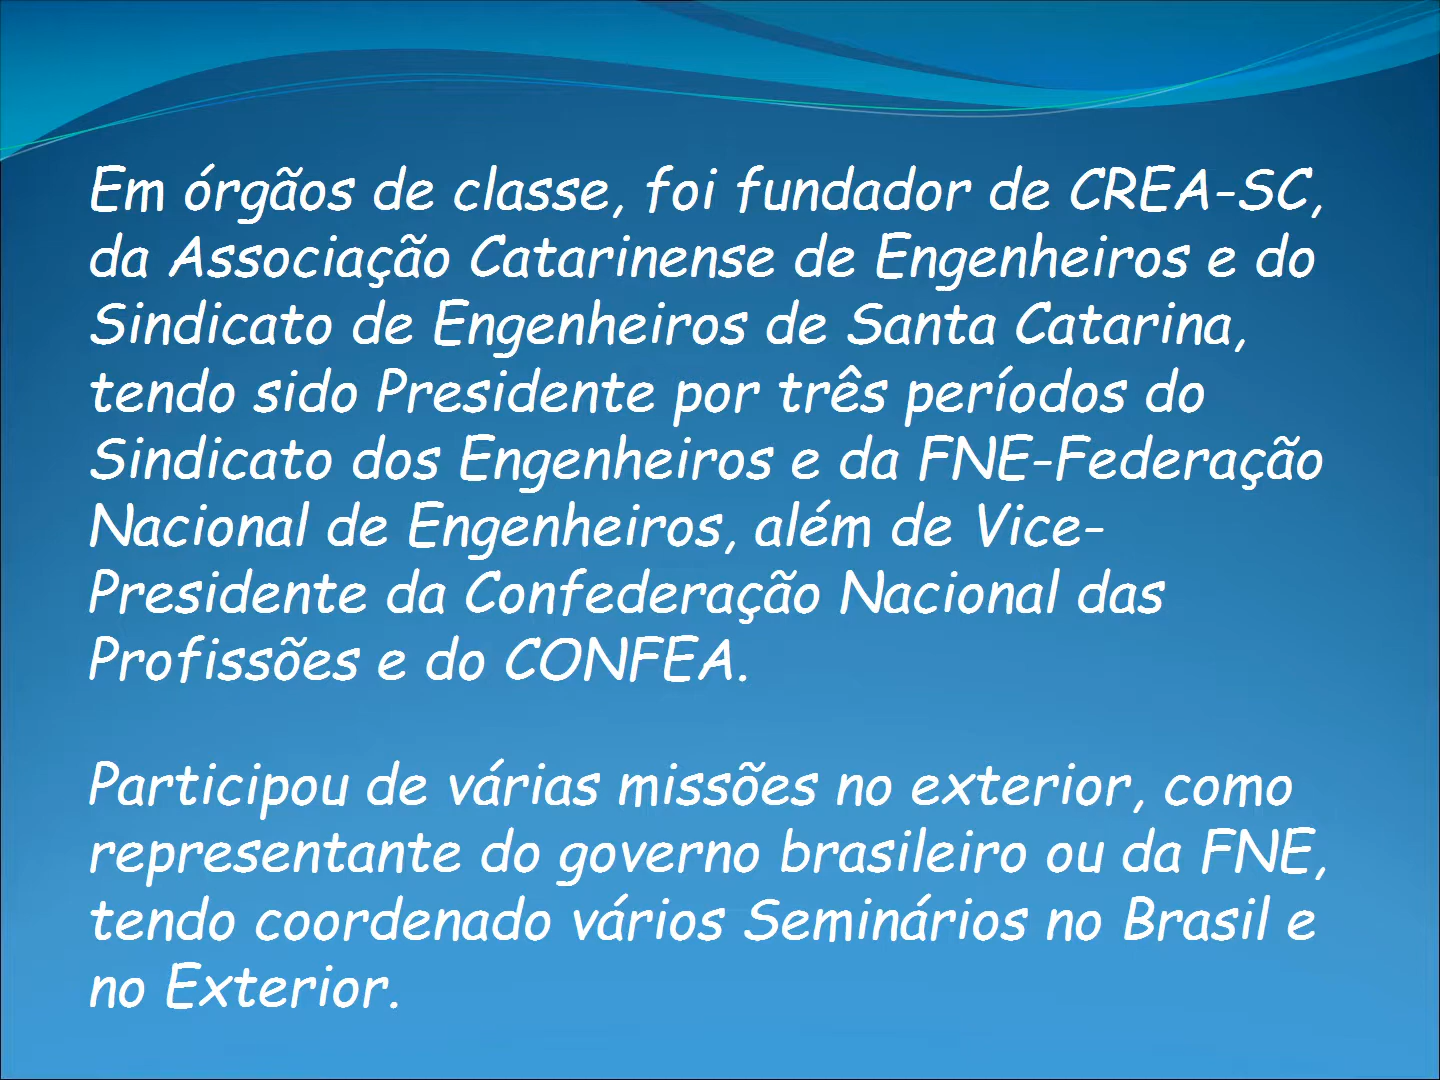 Em órgãos de classe, foi fundador de CREA-SC,
da Associação Catarinense de Engenheiros e do
Sindicato de Engenheiros de Santa Catarina,
tendo sido Presidente por três períodos do
Sindicato dos Engenheiros e da FNE-Federação
Nacional de Engenheiros, além de Vice-
Presidente da Confederação Nacional das
Profissões e do CONFEA.
Participou de várias missões no exterior, como
representante do governo brasileiro ou da FNE,
tendo coordenado vários Seminários no Brasil e
no Exterior.